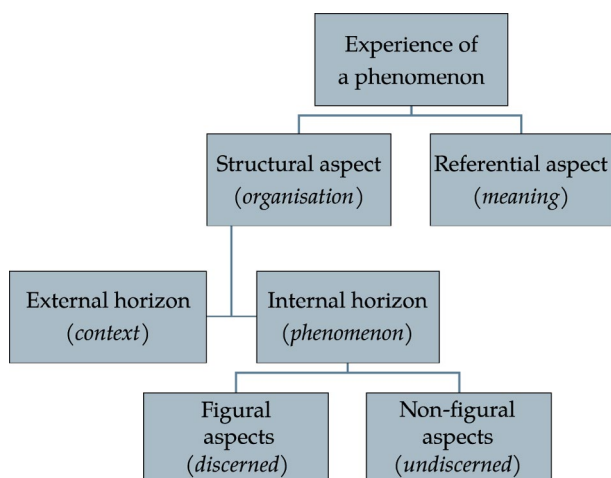 Experience of
a phenomenon
Structural aspect
(organisation)
Referential aspect
(meaning)
External horizon
(context)
Internal horizon
(phenomenon)
Figural
aspects
(discerned)
Non-figural
aspects
(undiscerned)